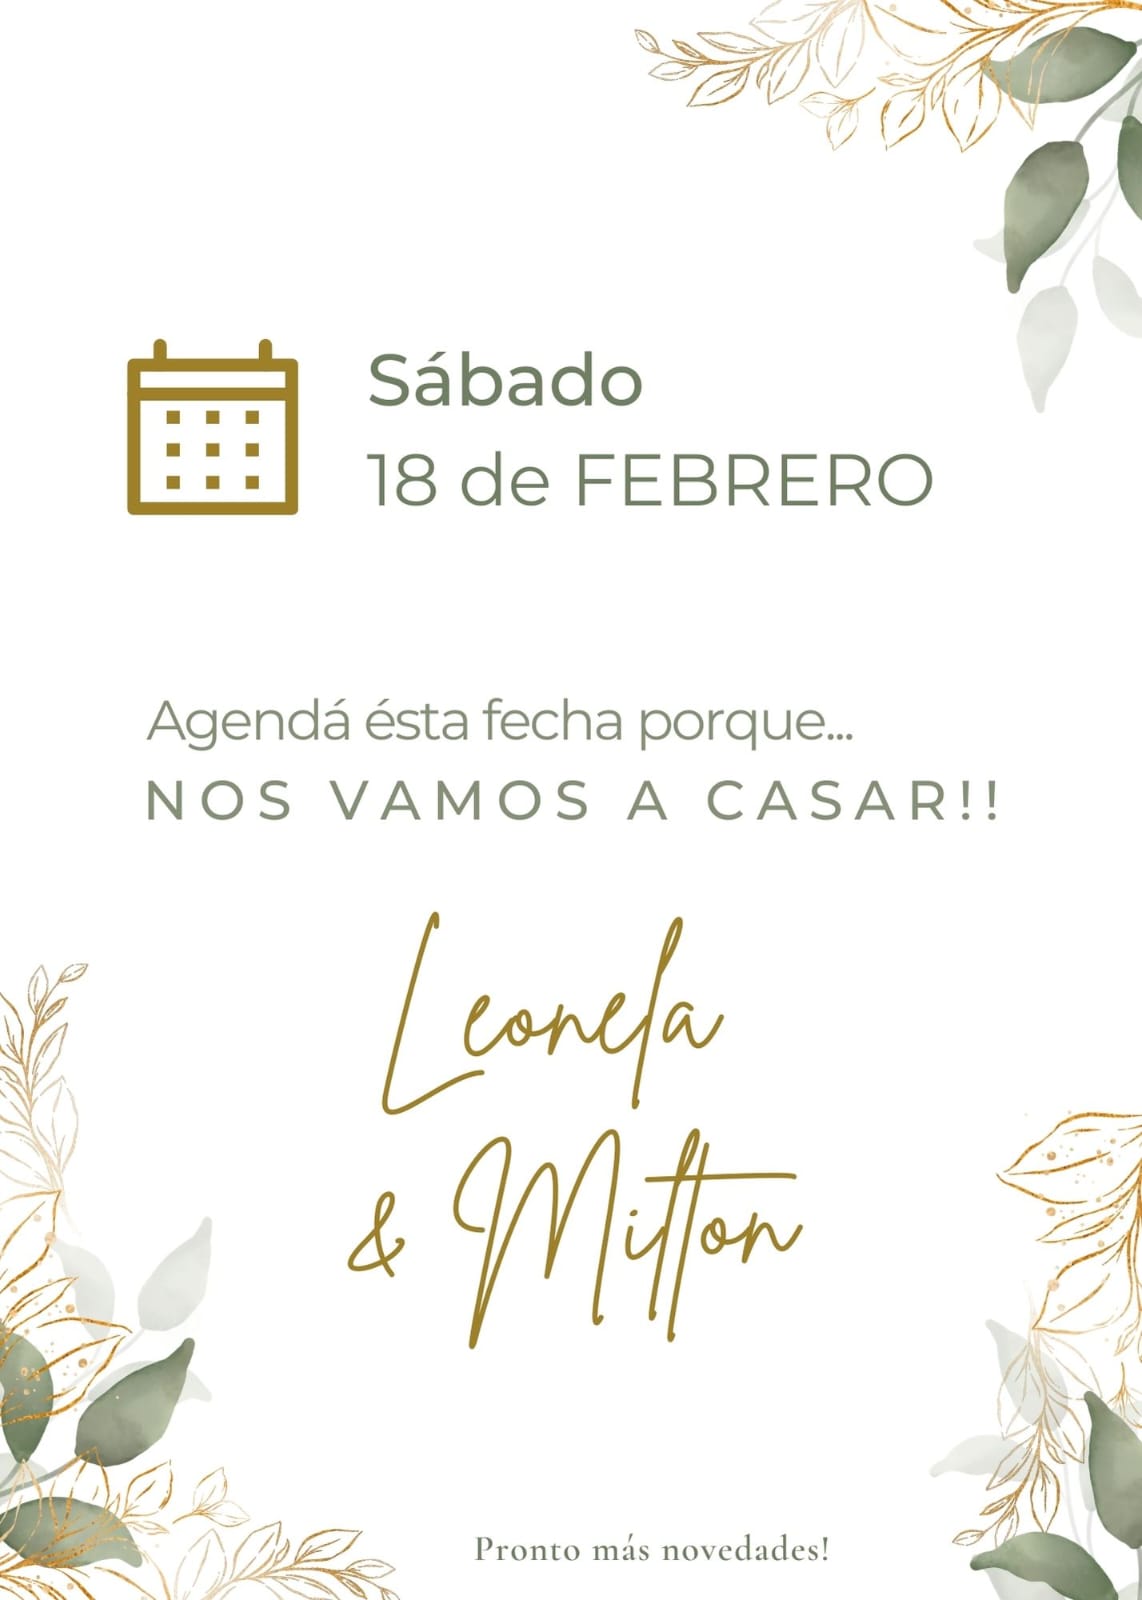 Sábado
18 de FEBRERO
Agendá ésta fecha porque...
NOS VAMOS A CASAR!!
Leonela
& Milton
Pronto más novedades!